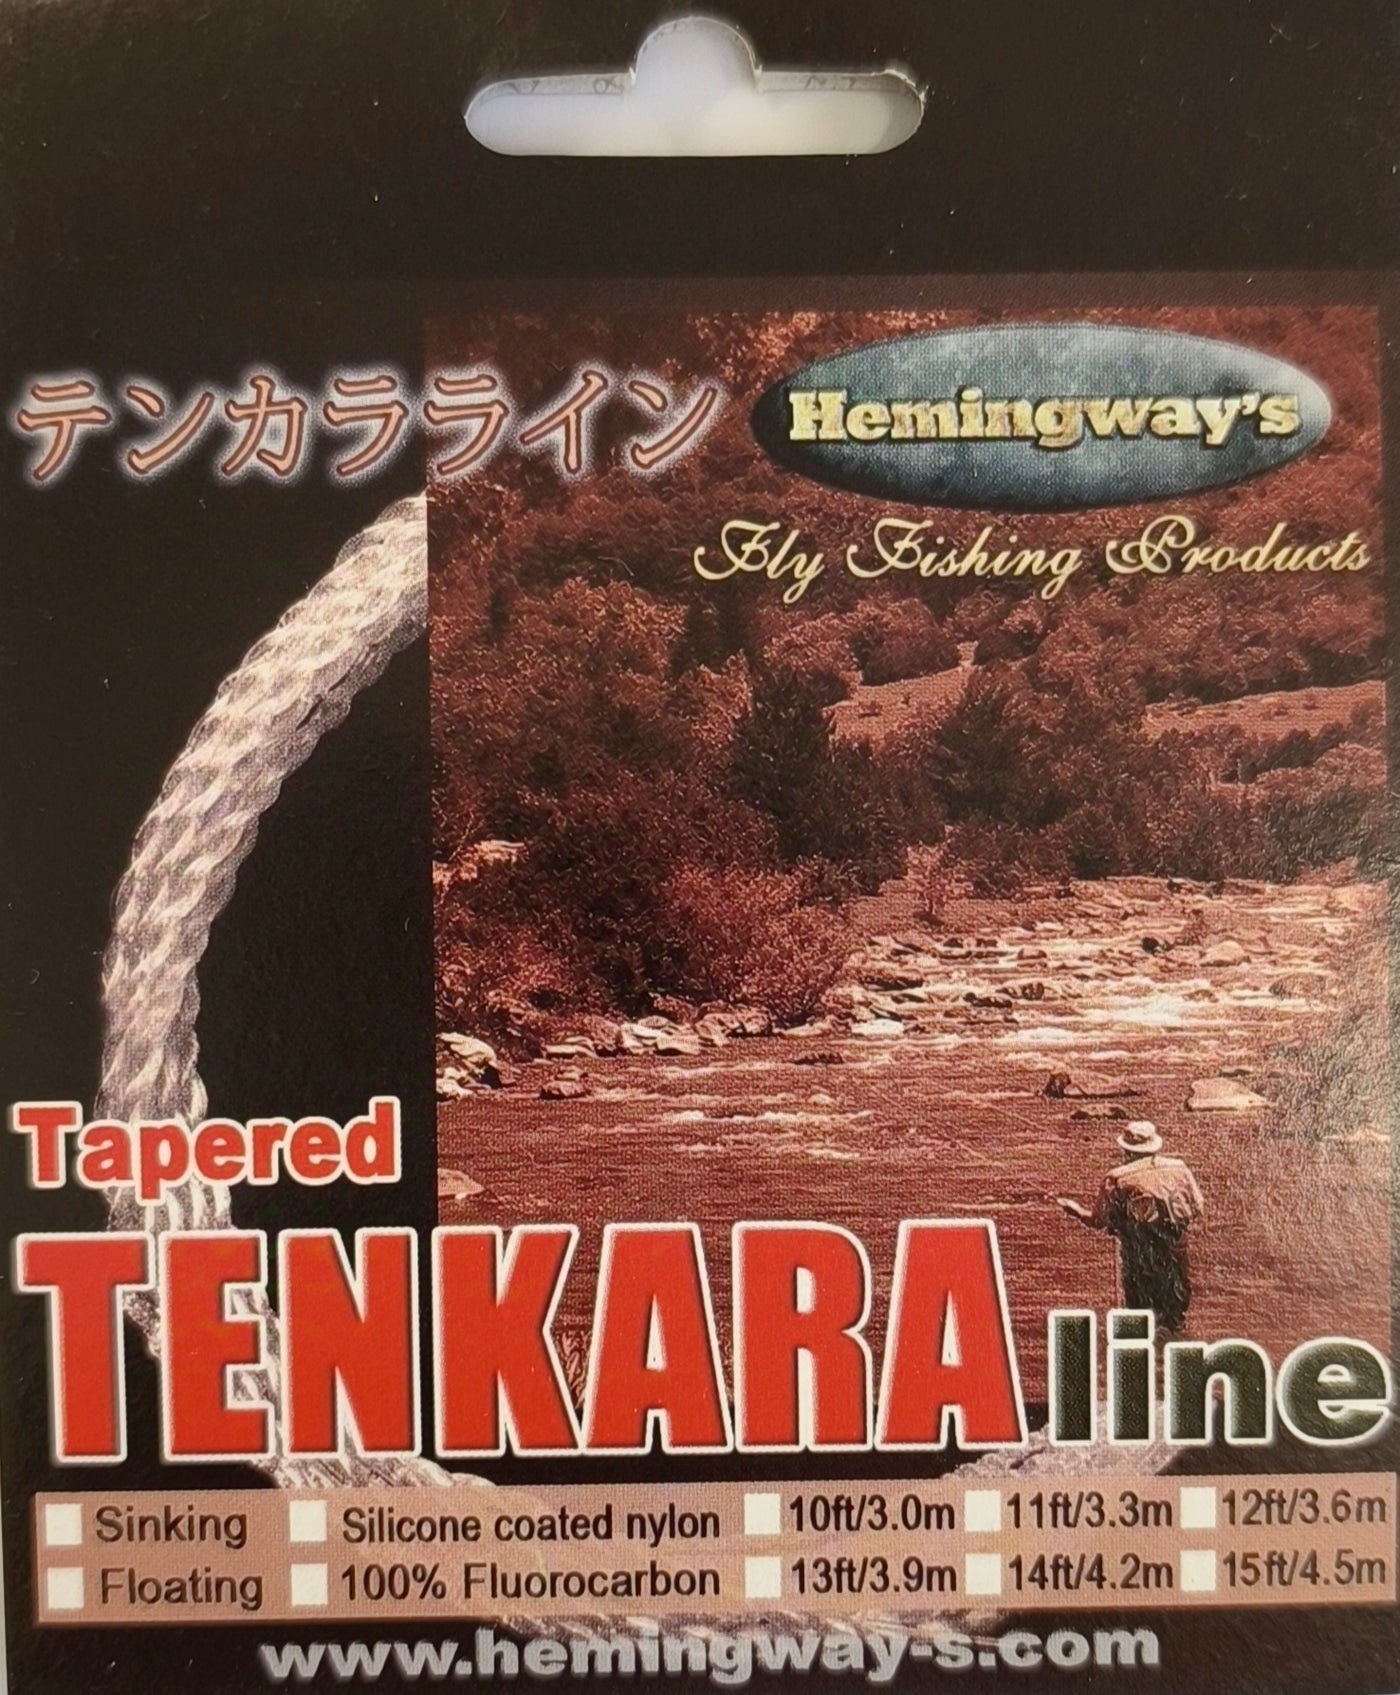 テンカラライン
Hemingway's
Fly Fishing Products
Tapered
TENKARA line
Sinking Silicone coated nylon 10ft/3.0m 11ft/3.3m 12ft/3.6m
Floating 100% Fluorocarbon 13ft/3.9m 14ft/4.2m 15ft/4.5m
www.hemingway-s.com